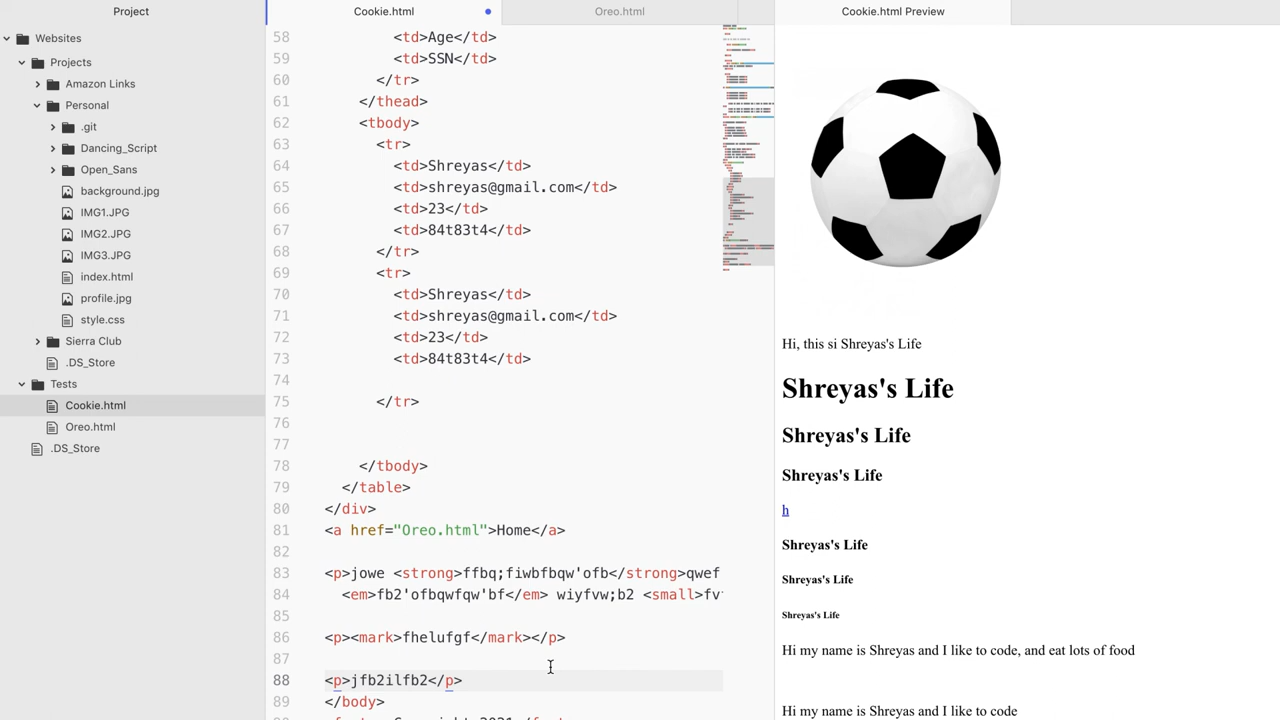 Project
Cookie.html
Oreo.html
Cookie.html Preview
Websites
Projects
Amazon Hacks
Personal
.git
Dancing_Script
Open_Sans
background.jpg
IMG1.JPG
IMG2.JPG
IMG3.JPG
index.html
profile.jpg
style.css
Sierra Club
.DS_Store
Tests
Cookie.html
Oreo.html
.DS_Store
58 <td>Age</td>
59 <td>SSN</td>
60 </tr>
61 </thead>
62 <tbody>
63 <tr>
64 <td>Shreyas</td>
65 <td>shreyas@gmail.com</td>
66 <td>23</td>
67 <td>84t83t4</td>
68 </tr>
69 <tr>
70 <td>Shreyas</td>
71 <td>shreyas@gmail.com</td>
72 <td>23</td>
73 <td>84t83t4</td>
74
75 </tr>
76
77
78 </tbody>
79 </table>
80 </div>
81 <a href="Oreo.html">Home</a>
82
83 <p>jowe <strong>ffbq;fiwbfbqw'ofb</strong>qwef
84 <em>fb2'ofbqwfqw'bf</em> wiyfvw;b2 <small>fv
85
86 <p><mark>fhelufgf</mark></p>
87
88 <p>jfb2ilfb2</p>
89 </body>
Hi, this si Shreyas's Life
Shreyas's Life
Shreyas's Life
Shreyas's Life
h
Shreyas's Life
Shreyas's Life
Shreyas's Life
Hi my name is Shreyas and I like to code, and eat lots of food
Hi my name is Shreyas and I like to code